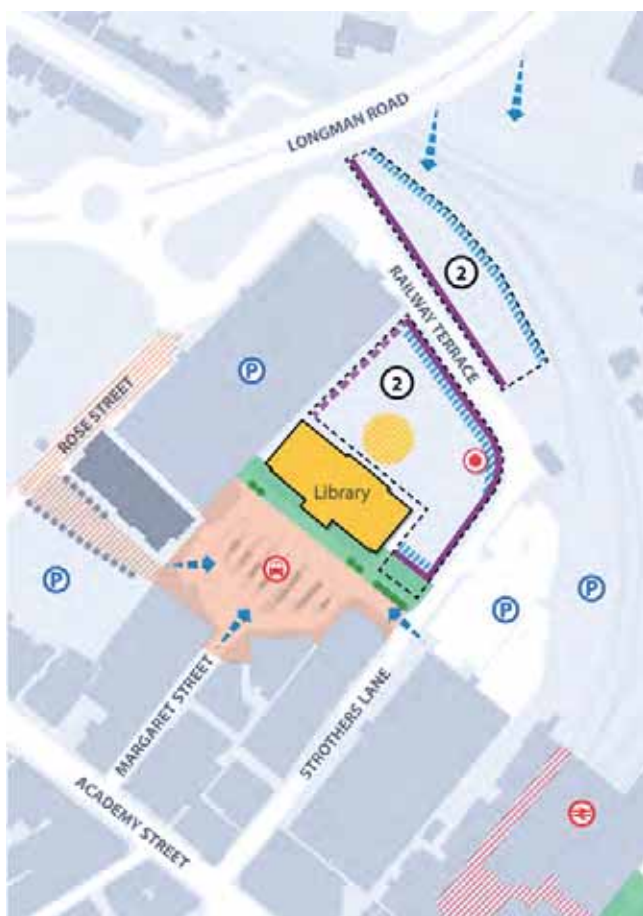 LONGMAN ROAD
2
RAILWAY TERRACE
2
P
ROSE STREET
Library
P
P
P
MARGARET STREET
STROTHERS LANE
ACADEMY STREET